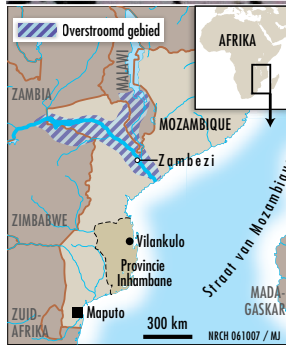 Overstroomd gebied
AFRIKA
MALAWI
ZAMBIA
MOZAMBIQUE
Zambezi
ZIMBABWE
Vilankulo
Provincie
Inhambane
Straat van Mozambique
MADA-
GASKAR
ZUID-
AFRIKA
Maputo
300 km
NRCH 061007 / MJ